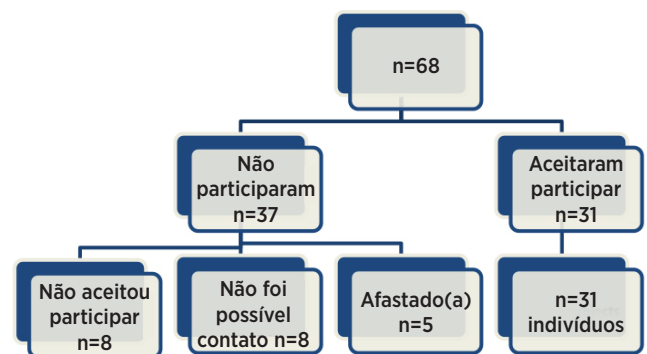 n=68
Não
participaram
n=37
Aceitaram
participar
n=31
Não aceitou
participar
n=8
Não foi
possível
contato n=8
Afastado(a)
n=5
n=31
indivíduos